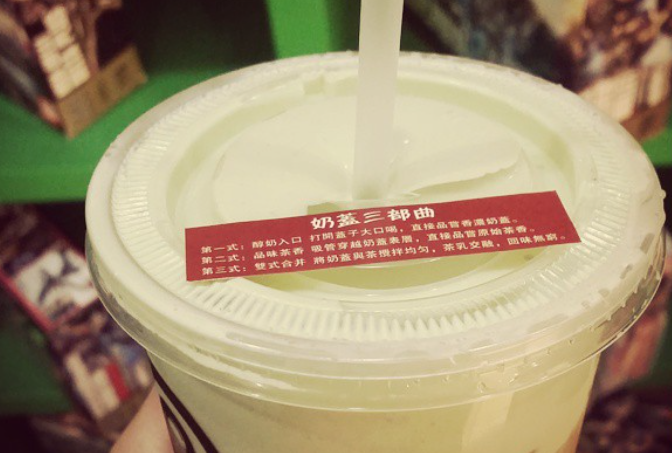 奶蓋三部曲
第一式：醇奶入口 打開蓋子大口喝，直接品嘗香濃奶蓋。
第二式：品味茶香 吸管穿越奶蓋表層，直接品嘗原始茶香。
第三式：雙式合并 將奶蓋與茶攪拌均勻，茶乳交融，回味無窮。